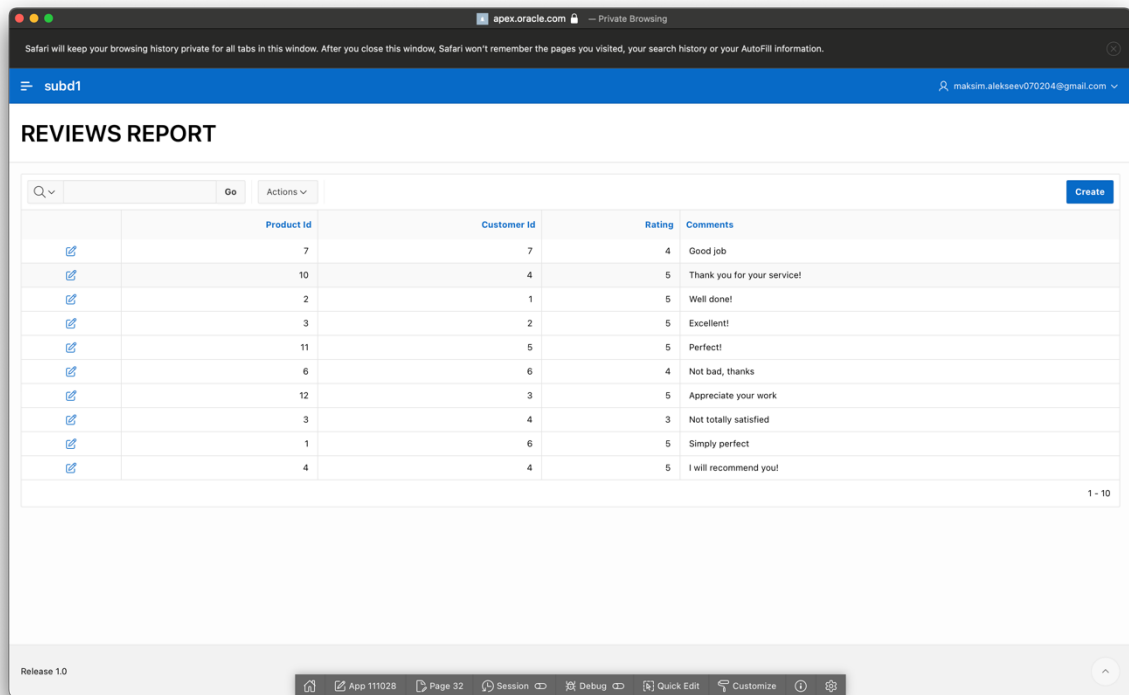 apex.oracle.com — Private Browsing
Safari will keep your browsing history private for all tabs in this window. After you close this window, Safari won't remember the pages you visited, your search history or your AutoFill information.
subd1 maksim.alekseev070204@gmail.com
REVIEWS REPORT
Go Actions Create
Product Id Customer Id Rating Comments
7 7 4 Good job
10 4 5 Thank you for your service!
2 1 5 Well done!
3 2 5 Excellent!
11 5 5 Perfect!
6 6 4 Not bad, thanks
12 3 5 Appreciate your work
3 4 3 Not totally satisfied
1 6 5 Simply perfect
4 4 5 I will recommend you!
1 - 10
Release 1.0
App 111028 Page 32 Session Debug Quick Edit Customize